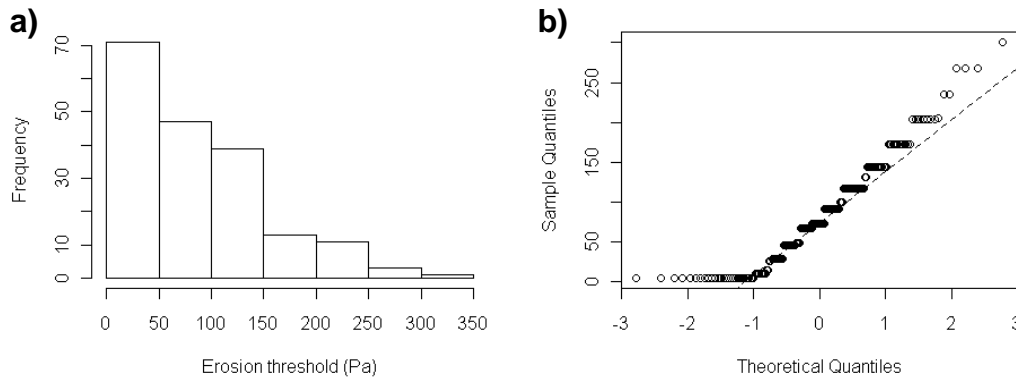 a)
Frequency
70
50
30
10
0
0 50 100 150 200 250 300 350
Erosion threshold (Pa)
b)
Sample Quantiles
250
150
50
0
-3 -2 -1 0 1 2 3
Theoretical Quantiles